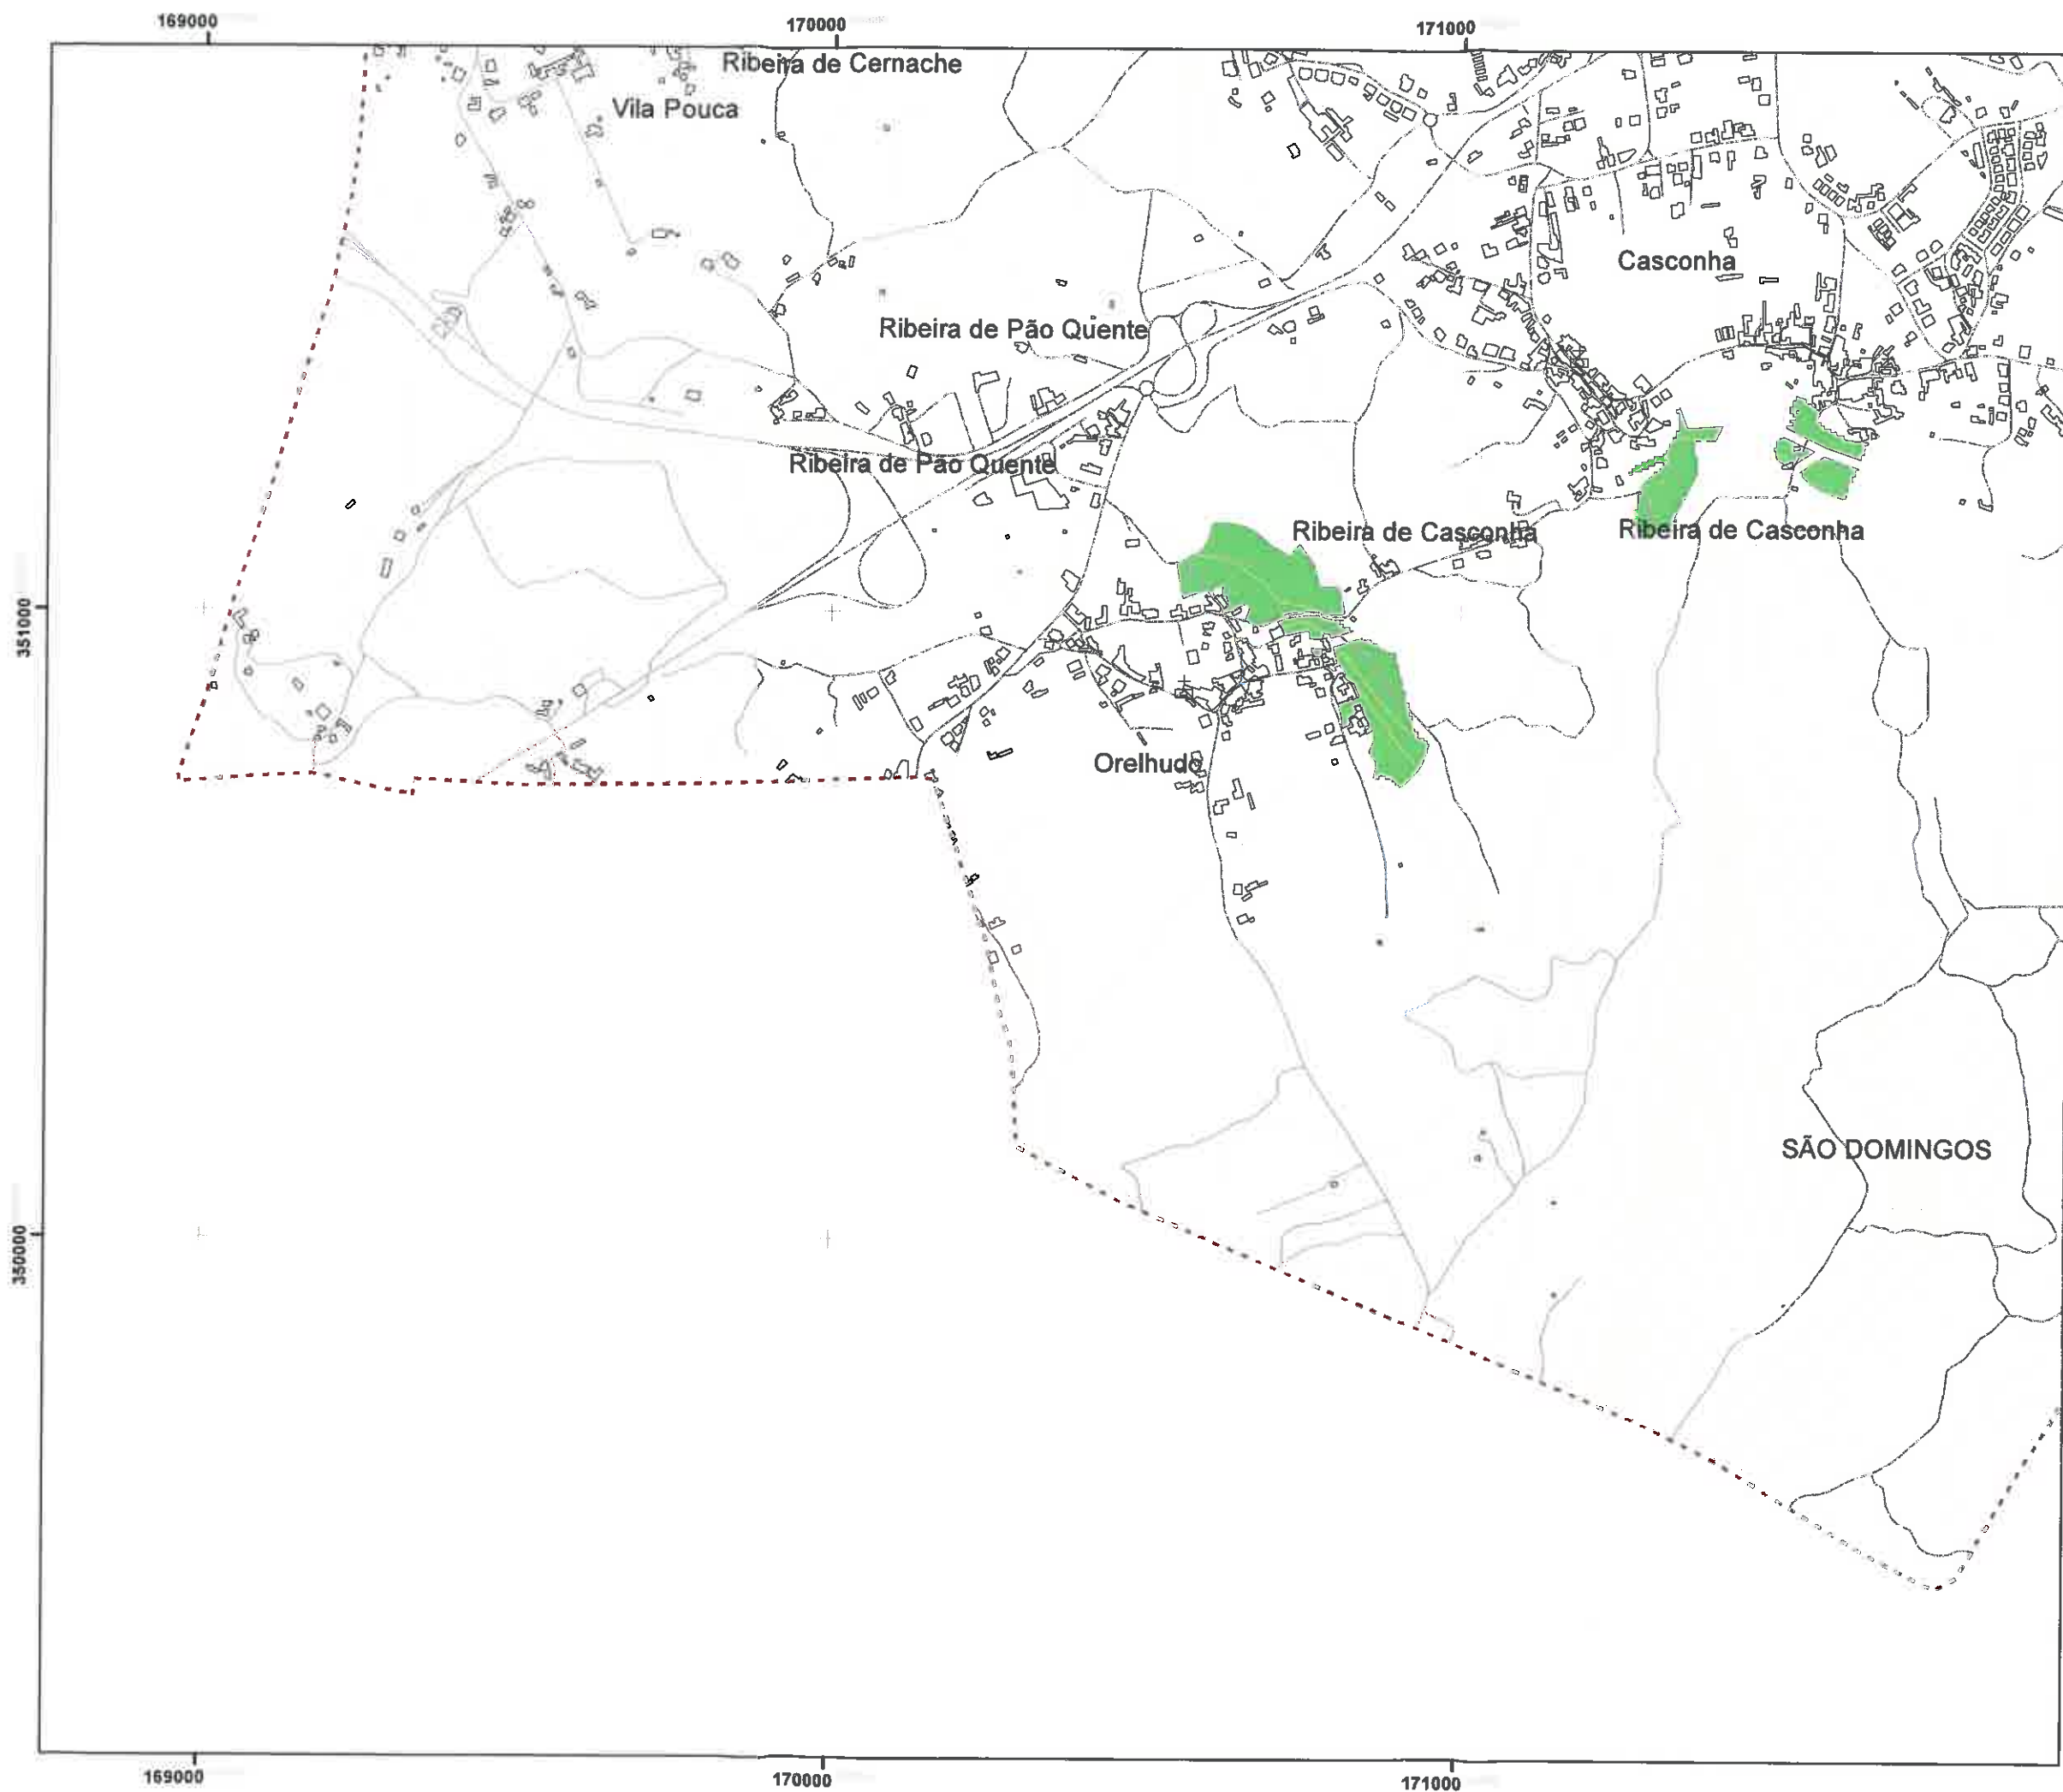 169000
170000
171000
Ribeira de Cernache
Vila Pouca
Casconha
Ribeira de Pão Quente
Ribeira de Pão Quente
Ribeira de Casconha
Ribeira de Casconha
351000
Orelhudo
SÃO DOMINGOS
350000
169000
170000
171000